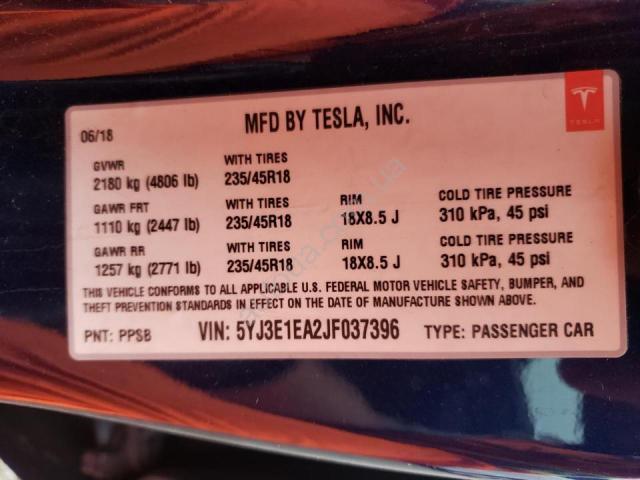 06/18 MFD BY TESLA, INC. TESLA
GVWR WITH TIRES
2180 kg (4806 lb) 235/45R18
GAWR FRT WITH TIRES RIM COLD TIRE PRESSURE
1110 kg (2447 lb) 235/45R18 18X8.5 J 310 kPa, 45 psi
GAWR RR WITH TIRES RIM COLD TIRE PRESSURE
1257 kg (2771 lb) 235/45R18 18X8.5 J 310 kPa, 45 psi
THIS VEHICLE CONFORMS TO ALL APPLICABLE U.S. FEDERAL MOTOR VEHICLE SAFETY, BUMPER, AND
THEFT PREVENTION STANDARDS IN EFFECT ON THE DATE OF MANUFACTURE SHOWN ABOVE.
PNT: PPSB VIN: 5YJ3E1EA2JF037396 TYPE: PASSENGER CAR